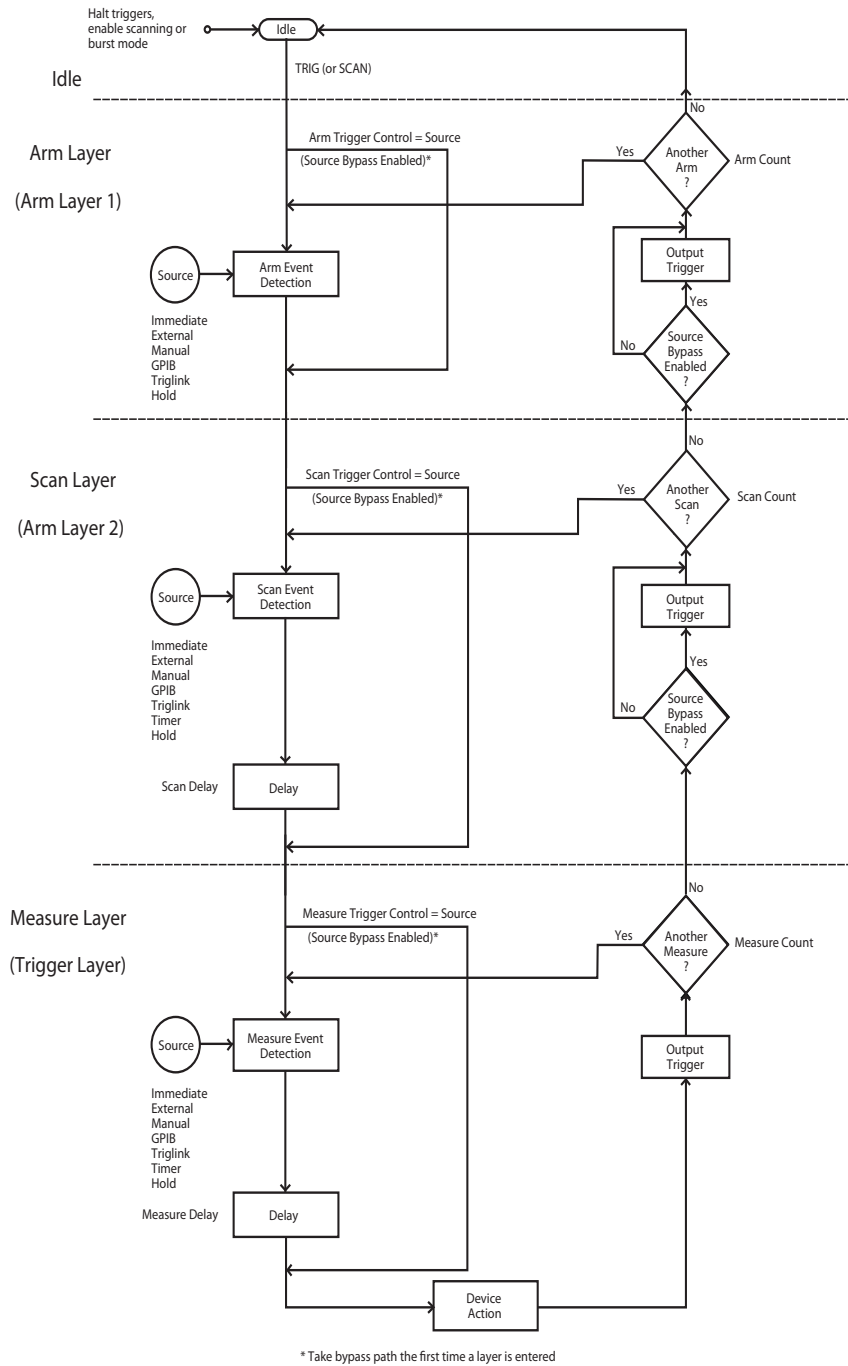 Halt triggers,
enable scanning or
burst mode
Idle
TRIG (or SCAN)
Idle
No
Arm Layer
(Arm Layer 1)
Arm Trigger Control = Source
(Source Bypass Enabled)*
Yes
Another
Arm
?
Arm Count
Output
Trigger
Source
Arm Event
Detection
Yes
Immediate
External
Manual
GPIB
Triglink
Hold
No
Source
Bypass
Enabled
?
No
Scan Layer
(Arm Layer 2)
Scan Trigger Control = Source
(Source Bypass Enabled)*
Yes
Another
Scan
?
Scan Count
Source
Scan Event
Detection
Output
Trigger
Immediate
External
Manual
GPIB
Triglink
Timer
Hold
Yes
No
Source
Bypass
Enabled
?
Scan Delay
Delay
No
Measure Layer
(Trigger Layer)
Measure Trigger Control = Source
(Source Bypass Enabled)*
Yes
Another
Measure
?
Measure Count
Source
Measure Event
Detection
Output
Trigger
Immediate
External
Manual
GPIB
Triglink
Timer
Hold
Measure Delay
Delay
Device
Action
* Take bypass path the first time a layer is entered